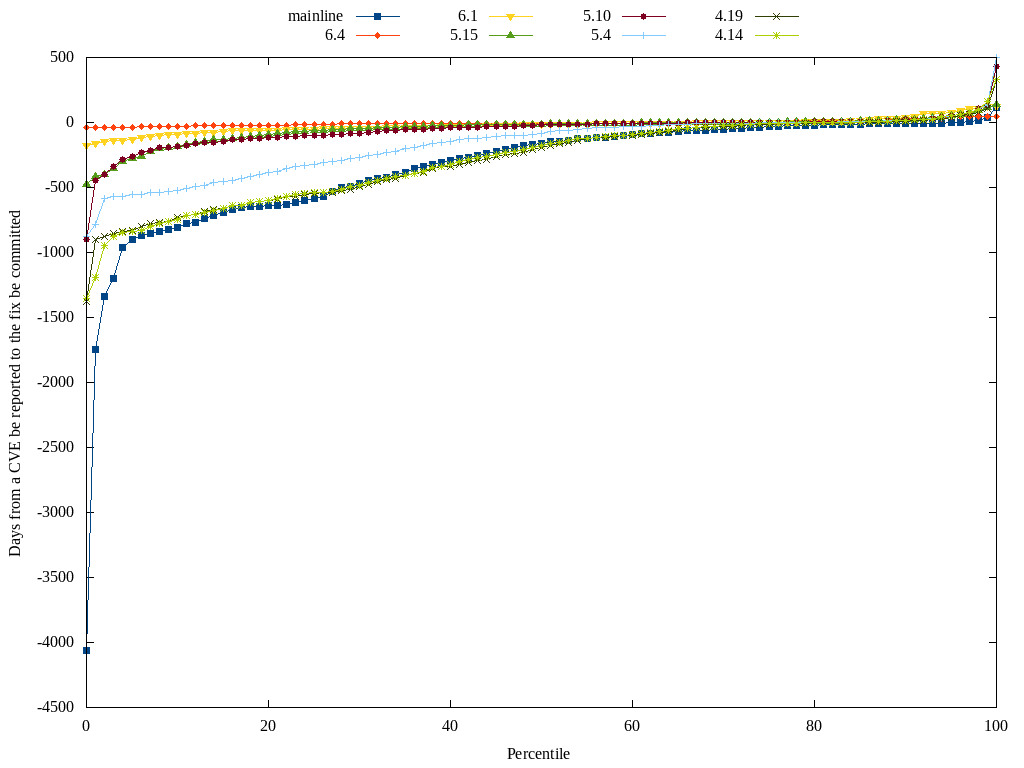 mainline 6.1 5.10 4.19
6.4 5.15 5.4 4.14
500
0
-500
-1000
-1500
-2000
-2500
-3000
-3500
-4000
-4500
Days from a CVE be reported to the fix be committed
0 20 40 60 80 100
Percentile